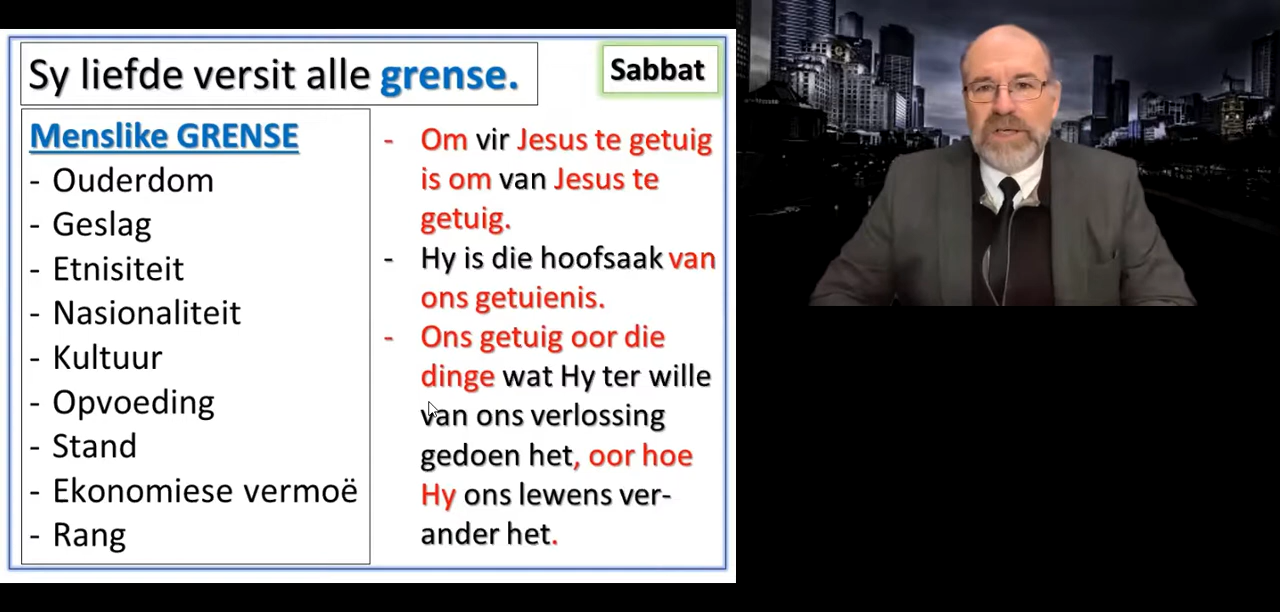 Sy liefde versit alle grense.
Sabbat
Menslike GRENSE
- Ouderdom
- Geslag
- Etnisiteit
- Nasionaliteit
- Kultuur
- Opvoeding
- Stand
- Ekonomiese vermoë
- Rang
- Om vir Jesus te getuig
is om van Jesus te
getuig.
- Hy is die hoofsaak van
ons getuienis.
- Ons getuig oor die
dinge wat Hy ter wille
van ons verlossing
gedoen het, oor hoe
Hy ons lewens ver-
ander het.